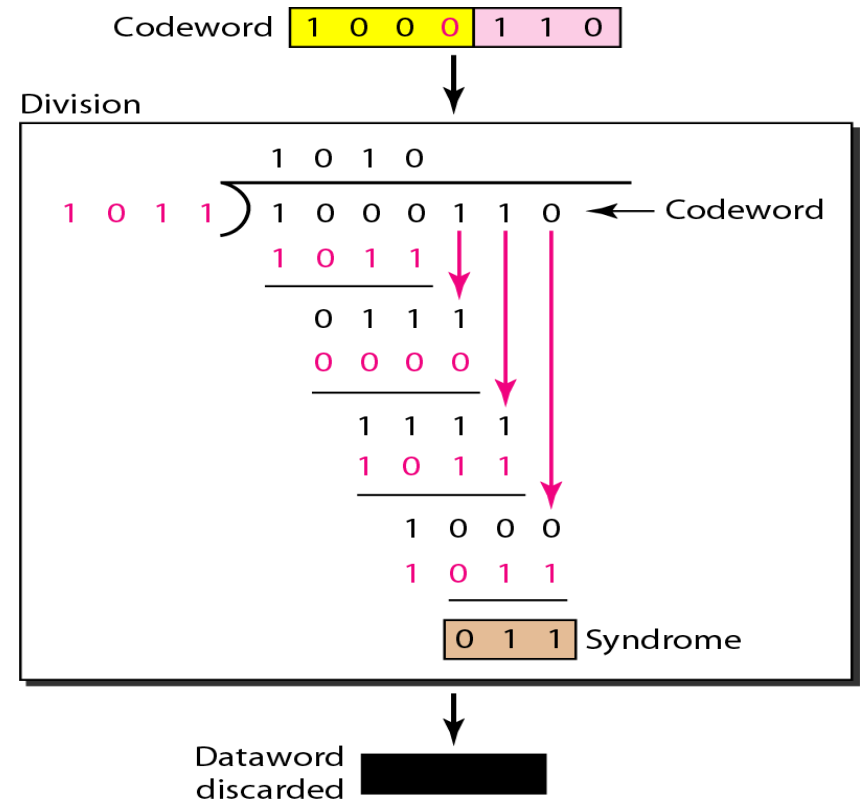 Codeword 1 0 0 0 1 1 0
Division
1 0 1 0
1 0 1 1 1 0 0 0 1 1 0 Codeword
1 0 1 1
0 1 1 1
0 0 0 0
1 1 1 1
1 0 1 1
1 0 0 0
1 0 1 1
0 1 1 Syndrome
Dataword
discarded